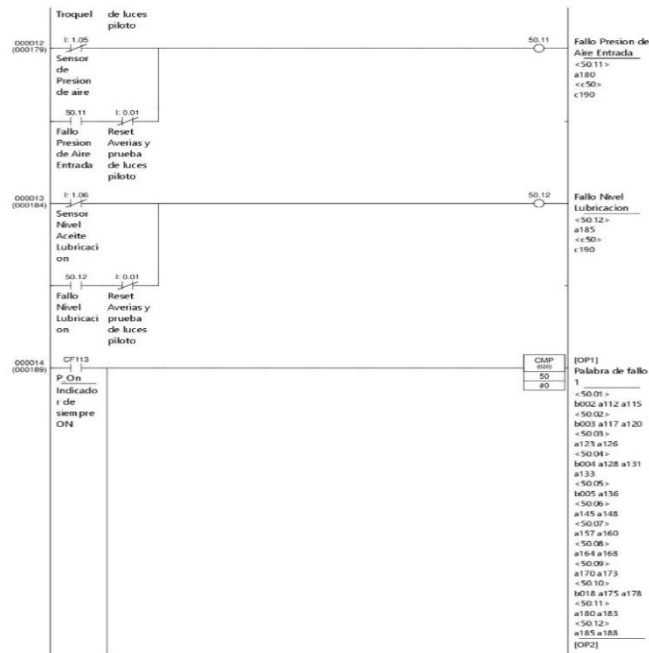 Troquel de luces
piloto
000012
(000179)
I: 1.05
Sensor
de
Presion
de aire
50.11
Fallo Presion de
Aire Entrada
<50.11>
a180
<c50>
c190
50.11
Fallo
Presion
de Aire
Entrada
I: 0.01
Reset
Averias y
prueba
de luces
piloto
000013
(000184)
I: 1.06
Sensor
Nivel
Aceite
Lubricaci
on
50.12
Fallo Nivel
Lubricacion
<50.12>
a185
<c50>
c190
50.12
Fallo
Nivel
Lubricaci
on
I: 0.01
Reset
Averias y
prueba
de luces
piloto
000014
(000189)
CF113
P_On
Indicado
r de
siempre
ON
CMP
(020)
50
#0
[OP1]
Palabra de fallo
1
<50.01>
b002 a112 a115
<50.02>
b003 a117 a120
<50.03>
a123 a126
<50.04>
b004 a128 a131
a133
<50.05>
b005 a136
<50.06>
a145 a148
<50.07>
a157 a160
<50.08>
a164 a168
<50.09>
a170 a173
<50.10>
b018 a175 a178
<50.11>
a180 a183
<50.12>
a185 a188
[OP2]